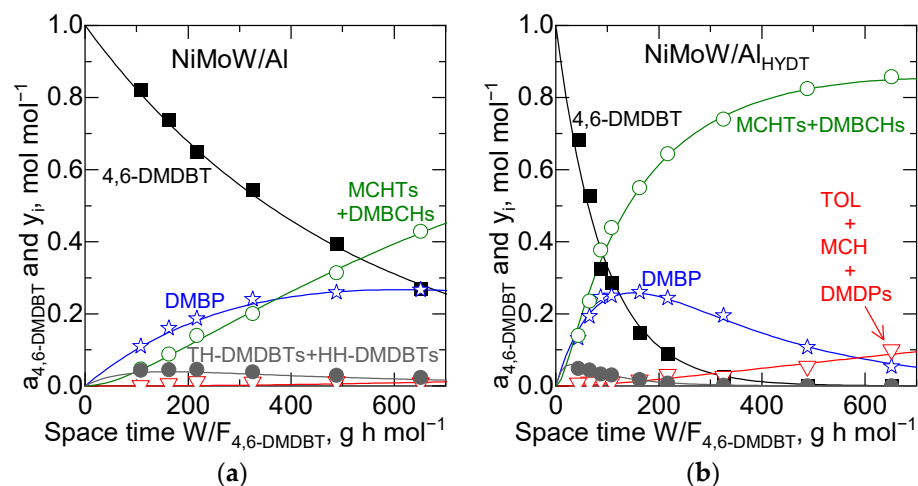 a4,6-DMDBT and yi, mol mol−1
1.0
0.8
0.6
0.4
0.2
0.0
NiMoW/Al
4,6-DMDBT
MCHTs
+DMBCHs
DMBP
TH-DMDBTs+HH-DMDBTs
0 200 400 600
Space time W/F4,6-DMDBT, g h mol−1
(a)
a4,6-DMDBT and yi, mol mol−1
1.0
0.8
0.6
0.4
0.2
0.0
NiMoW/AlHYDT
4,6-DMDBT
MCHTs+DMBCHs
TOL
+
MCH
+
DMDPs
DMBP
0 200 400 600
Space time W/F4,6-DMDBT, g h mol−1
(b)